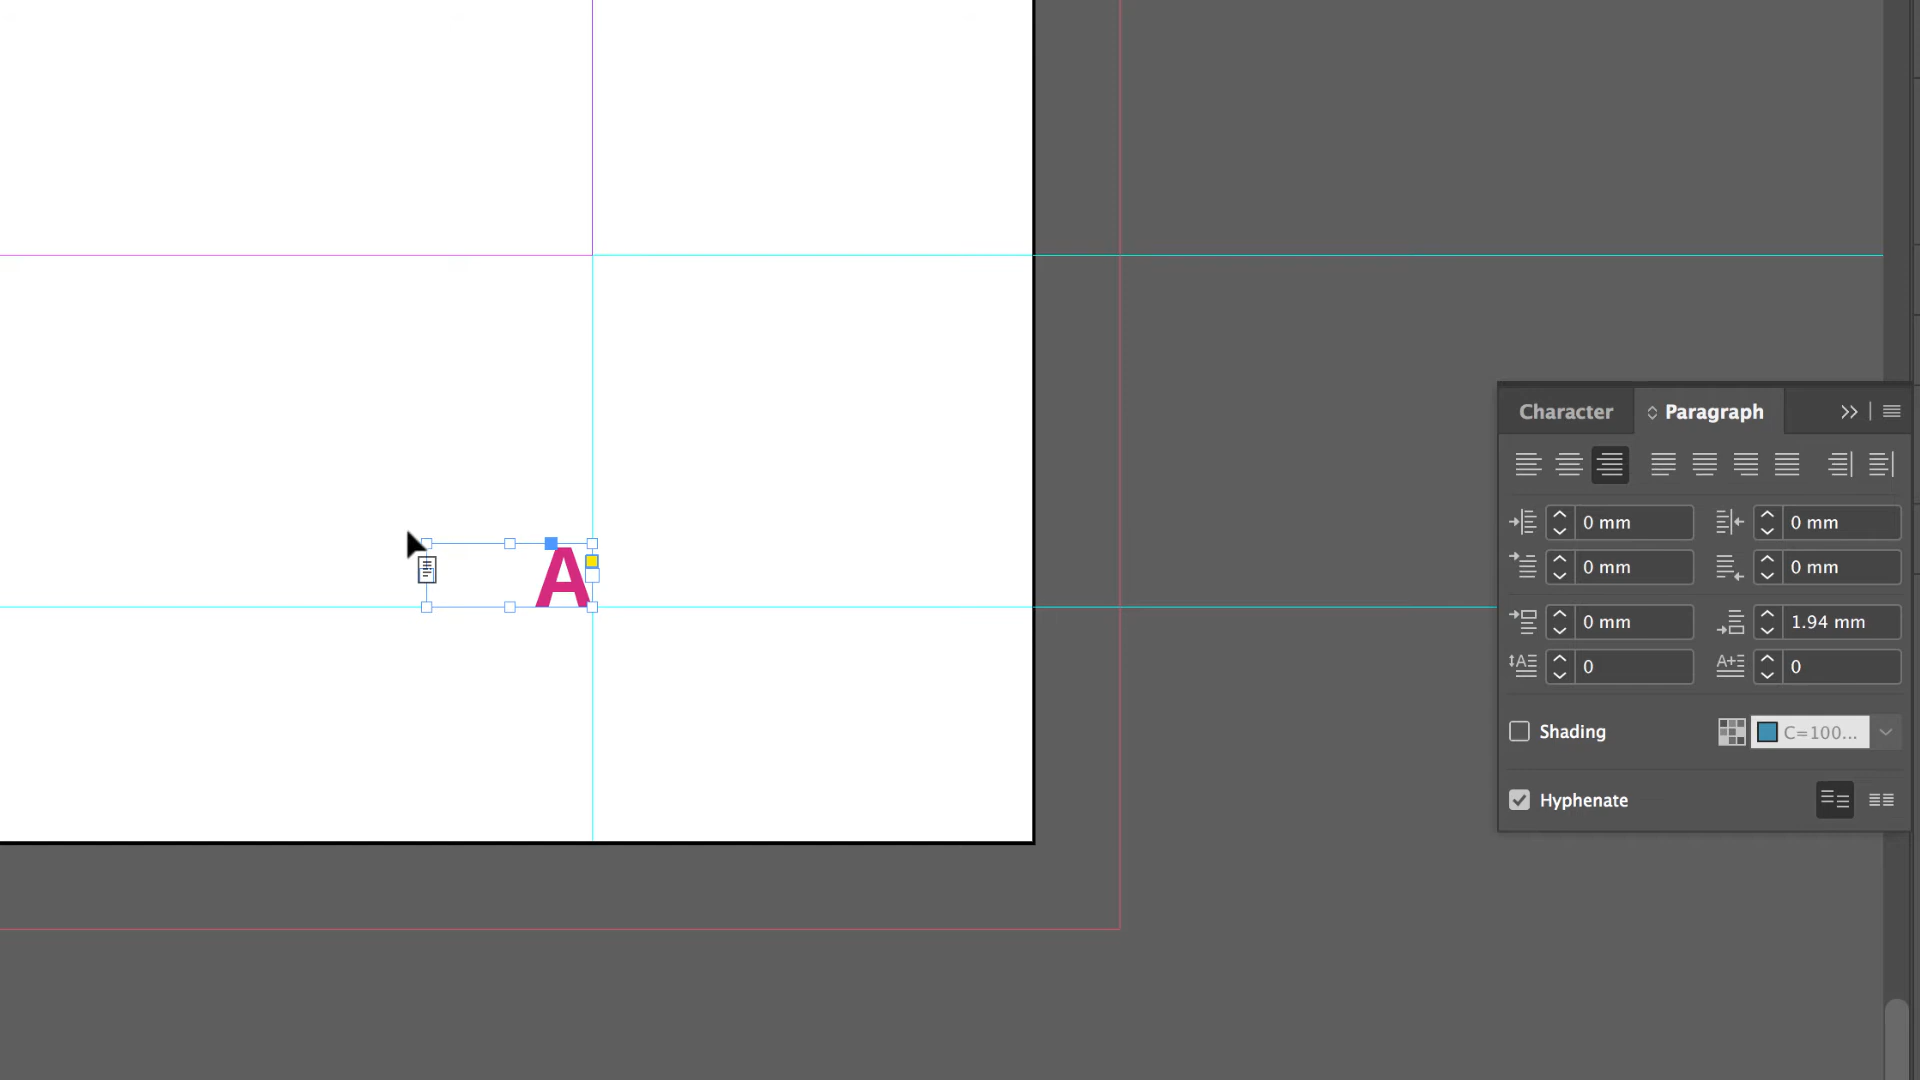 Character
Paragraph
0 mm
0 mm
0 mm
0 mm
0 mm
1.94 mm
0
0
Shading
C=100...
Hyphenate
A